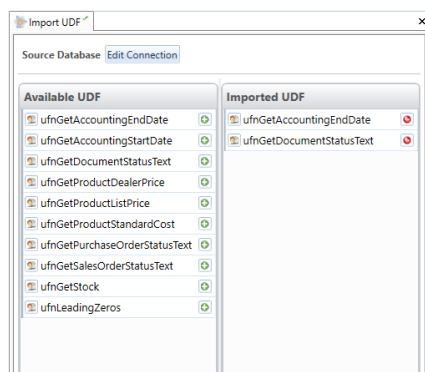 Import UDF
Source Database Edit Connection
Available UDF
ufnGetAccountingEndDate
ufnGetAccountingStartDate
ufnGetDocumentStatusText
ufnGetProductDealerPrice
ufnGetProductListPrice
ufnGetProductStandardCost
ufnGetPurchaseOrderStatusText
ufnGetSalesOrderStatusText
ufnGetStock
ufnLeadingZeros
Imported UDF
ufnGetAccountingEndDate
ufnGetDocumentStatusText